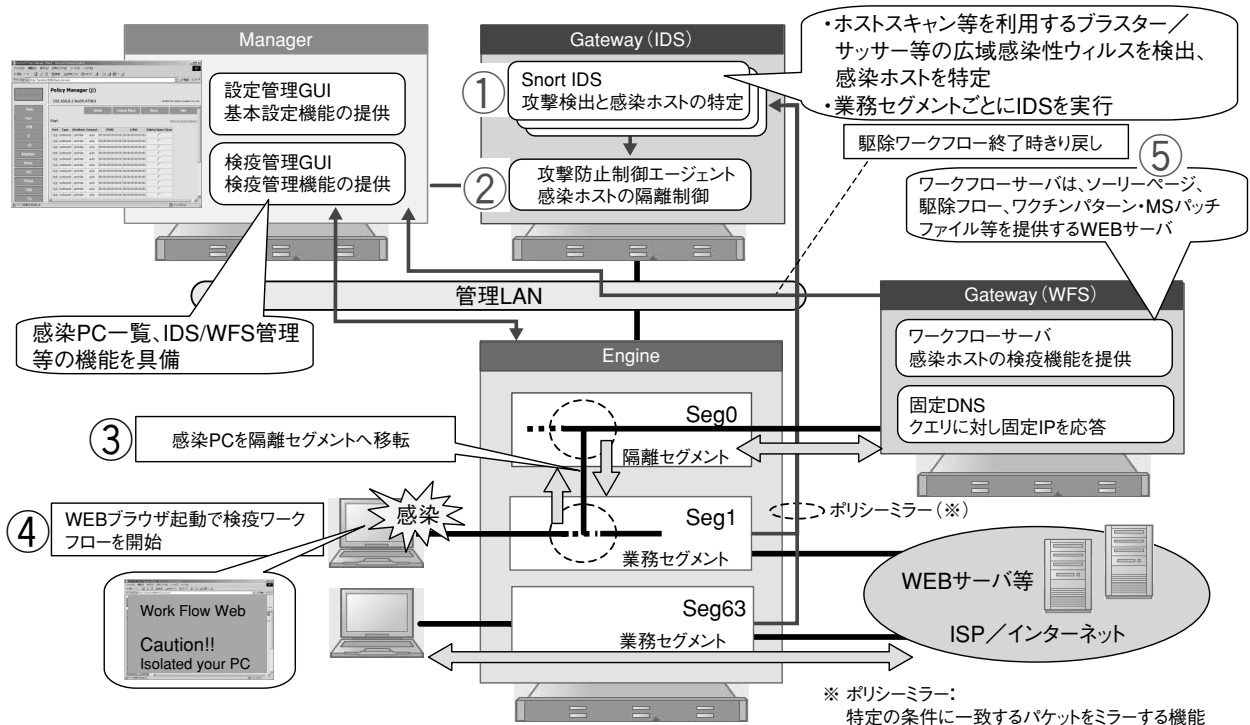 Manager
設定管理GUI
基本設定機能の提供
検疫管理GUI
検疫管理機能の提供
Policy Manager (jl)
感染PC一覧、IDS/WFS管理
等の機能を具備
Gateway（IDS）
①
Snort IDS
攻撃検出と感染ホストの特定
②
攻撃防止制御エージェント
感染ホストの隔離制御
・ホストスキャン等を利用するブラスター／
サッサー等の広域感染性ウィルスを検出、
感染ホストを特定
・業務セグメントごとにIDSを実行
駆除ワークフロー終了時きり戻し
⑤
ワークフローサーバは、ソーリーページ、
駆除フロー、ワクチンパターン・MSパッチ
ファイル等を提供するWEBサーバ
管理LAN
Gateway（WFS）
ワークフローサーバ
感染ホストの検疫機能を提供
固定DNS
クエリに対し固定IPを応答
Engine
Seg0
隔離セグメント
③
感染PCを隔離セグメントへ移転
④
WEBブラウザ起動で検疫ワーク
フローを開始
感染
Seg1
業務セグメント
Seg63
業務セグメント
Work Flow Web
Caution!!
Isolated your PC
ポリシーミラー（※）
WEBサーバ等
ISP／インターネット
※ ポリシーミラー：
特定の条件に一致するパケットをミラーする機能